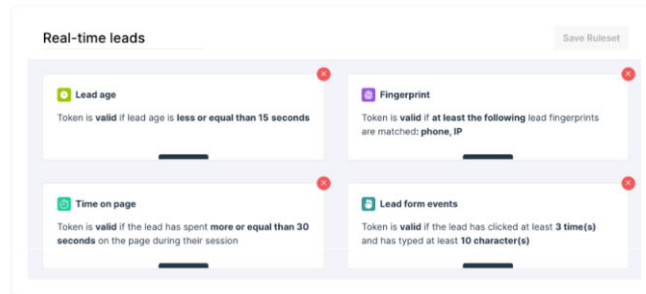 Real-time leads
Save Ruleset
Lead age
Token is valid if lead age is less or equal than 15 seconds
Fingerprint
Token is valid if at least the following lead fingerprints
are matched: phone, IP
Time on page
Token is valid if the lead has spent more or equal than 30
seconds on the page during their session
Lead form events
Token is valid if the lead has clicked at least 3 time(s)
and has typed at least 10 character(s)